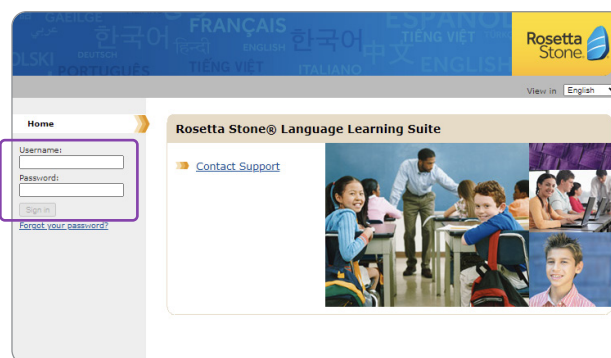 GAEILGE
FRANÇAIS
ESPAÑOL
한국어
हिन्दी
ENGLISH
한국어
中文
TIẾNG VIỆT
OLSKI
DEUTSCH
PORTUGUÊS
TIẾNG VIỆT
ITALIANO
ENGLISH
Rosetta
Stone
View in English
Home
Rosetta Stone® Language Learning Suite
Username:
Contact Support
Password:
Sign in
Forgot your password?